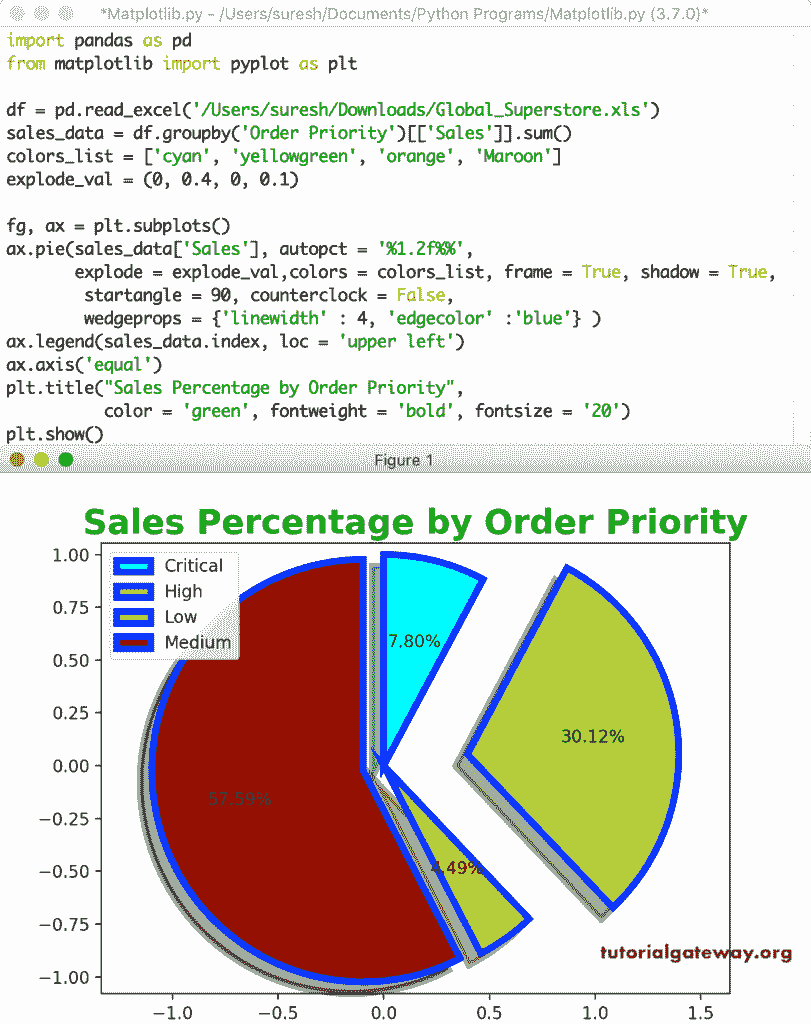 *Matplotlib.py - /Users/suresh/Documents/Python Programs/Matplotlib.py (3.7.0)*
import pandas as pd
from matplotlib import pyplot as plt
df = pd.read_excel('/Users/suresh/Downloads/Global_Superstore.xls')
sales_data = df.groupby('Order Priority')[['Sales']].sum()
colors_list = ['cyan', 'yellowgreen', 'orange', 'Maroon']
explode_val = (0, 0.4, 0, 0.1)
fg, ax = plt.subplots()
ax.pie(sales_data['Sales'], autopct = '%1.2f%%',
explode = explode_val,colors = colors_list, frame = True, shadow = True,
startangle = 90, counterclock = False,
wedgeprops = {'linewidth' : 4, 'edgecolor' :'blue'} )
ax.legend(sales_data.index, loc = 'upper left')
ax.axis('equal')
plt.title("Sales Percentage by Order Priority",
color = 'green', fontweight = 'bold', fontsize = '20')
plt.show()
Figure 1
Sales Percentage by Order Priority
1.00
0.75
0.50
0.25
0.00
−0.25
−0.50
−0.75
−1.00
Critical
High
Low
Medium
7.80%
30.12%
57.59%
4.49%
tutorialgateway.org
−1.0
−0.5
0.0
0.5
1.0
1.5